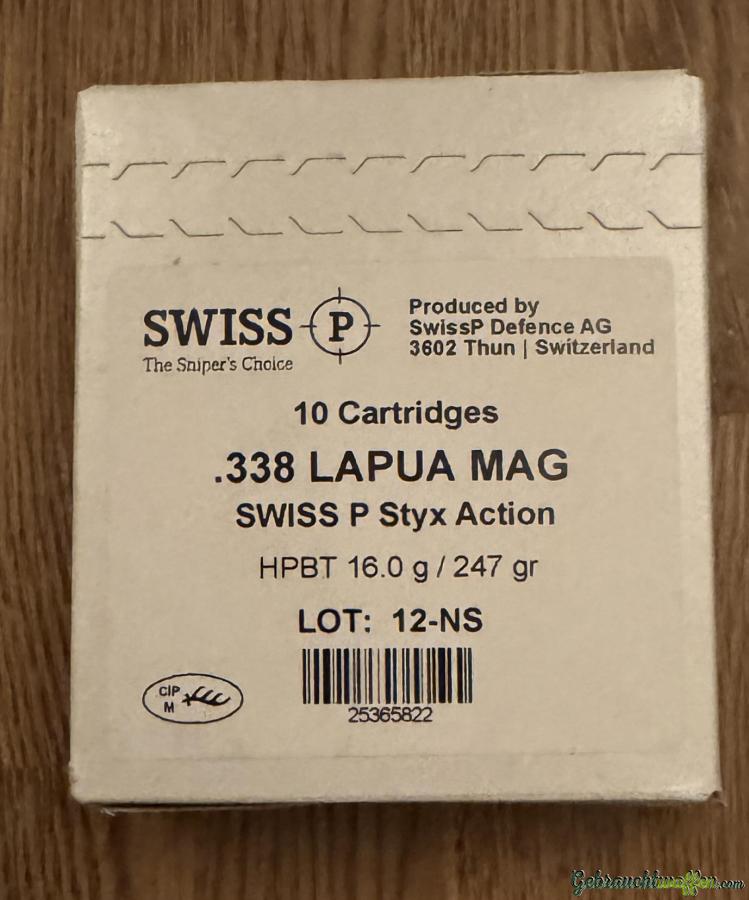 SWISS P
The Sniper's Choice
Produced by
SwissP Defence AG
3602 Thun | Switzerland
10 Cartridges
.338 LAPUA MAG
SWISS P Styx Action
HPBT 16.0 g / 247 gr
LOT: 12-NS
25365822
CIP
M
Gebrauchtwaffen.com